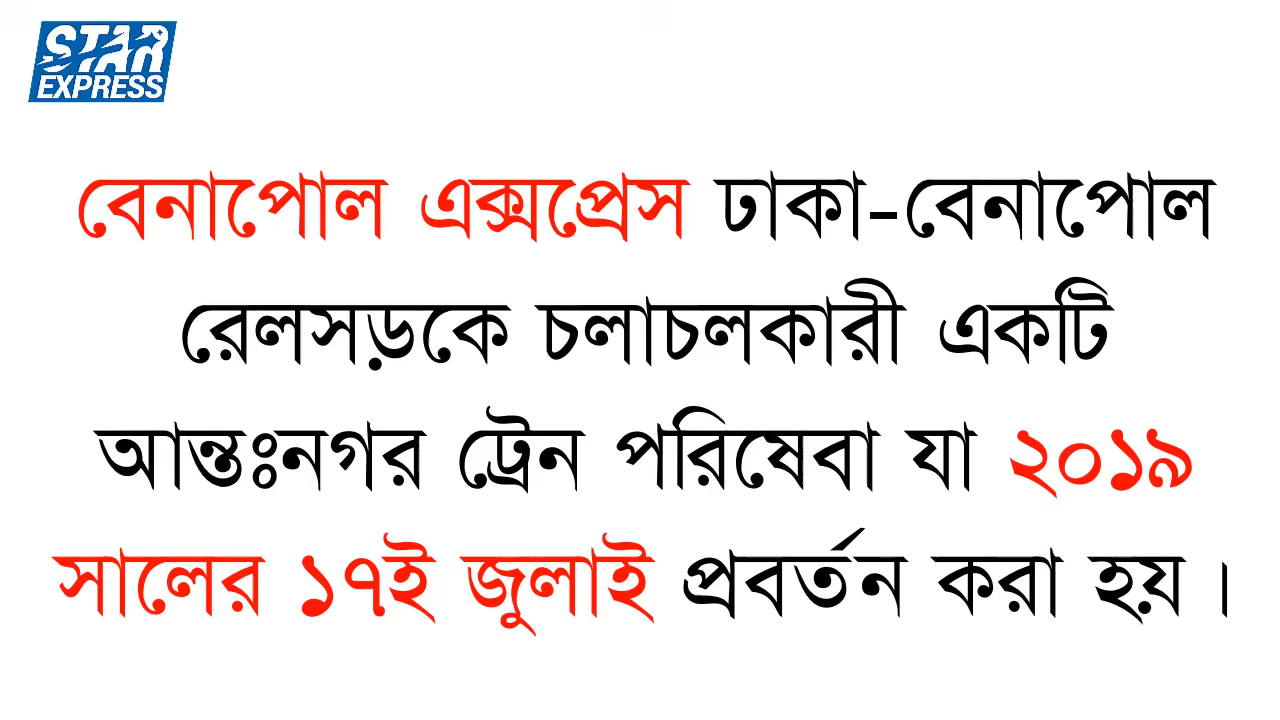 STAR
EXPRESS
বেনাপোল এক্সপ্রেস ঢাকা-বেনাপোল
রেলসড়কে চলাচলকারী একটি
আন্তঃনগর ট্রেন পরিষেবা যা ২০১৯
সালের ১৭ই জুলাই প্রবর্তন করা হয়।